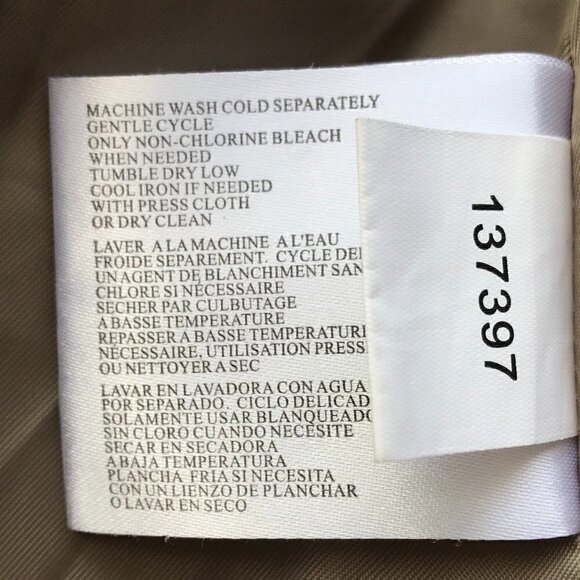 MACHINE WASH COLD SEPARATELY
GENTLE CYCLE
ONLY NON-CHLORINE BLEACH
WHEN NEEDED
TUMBLE DRY LOW
COOL IRON IF NEEDED
WITH PRESS CLOTH
OR DRY CLEAN
LAVER A LA MACHINE A L'EAU
FROIDE SEPAREMENT. CYCLE
UN AGENT DE BLANCHIMENT
CHLORE SI NÉCESSAIRE
SECHER PAR CULBUTAGE
A BASSE TEMPERATURE
REPASSER A BASSE TEMPERATURE
NÉCESSAIRE, UTILISATION
OU NETTOYER A SEC
LAVAR EN LAVADORA CON AGUA
POR SEPARADO. CICLO
SOLAMENTE USAR
SIN CLORO CUANDO NECESITE
SECAR EN SECADORA
A BAJA TEMPERATURA
PLANCHA FRIA SI NECESITA
CON UN LIENZO DE PLANCHAR
O LAVAR EN SECO
137397